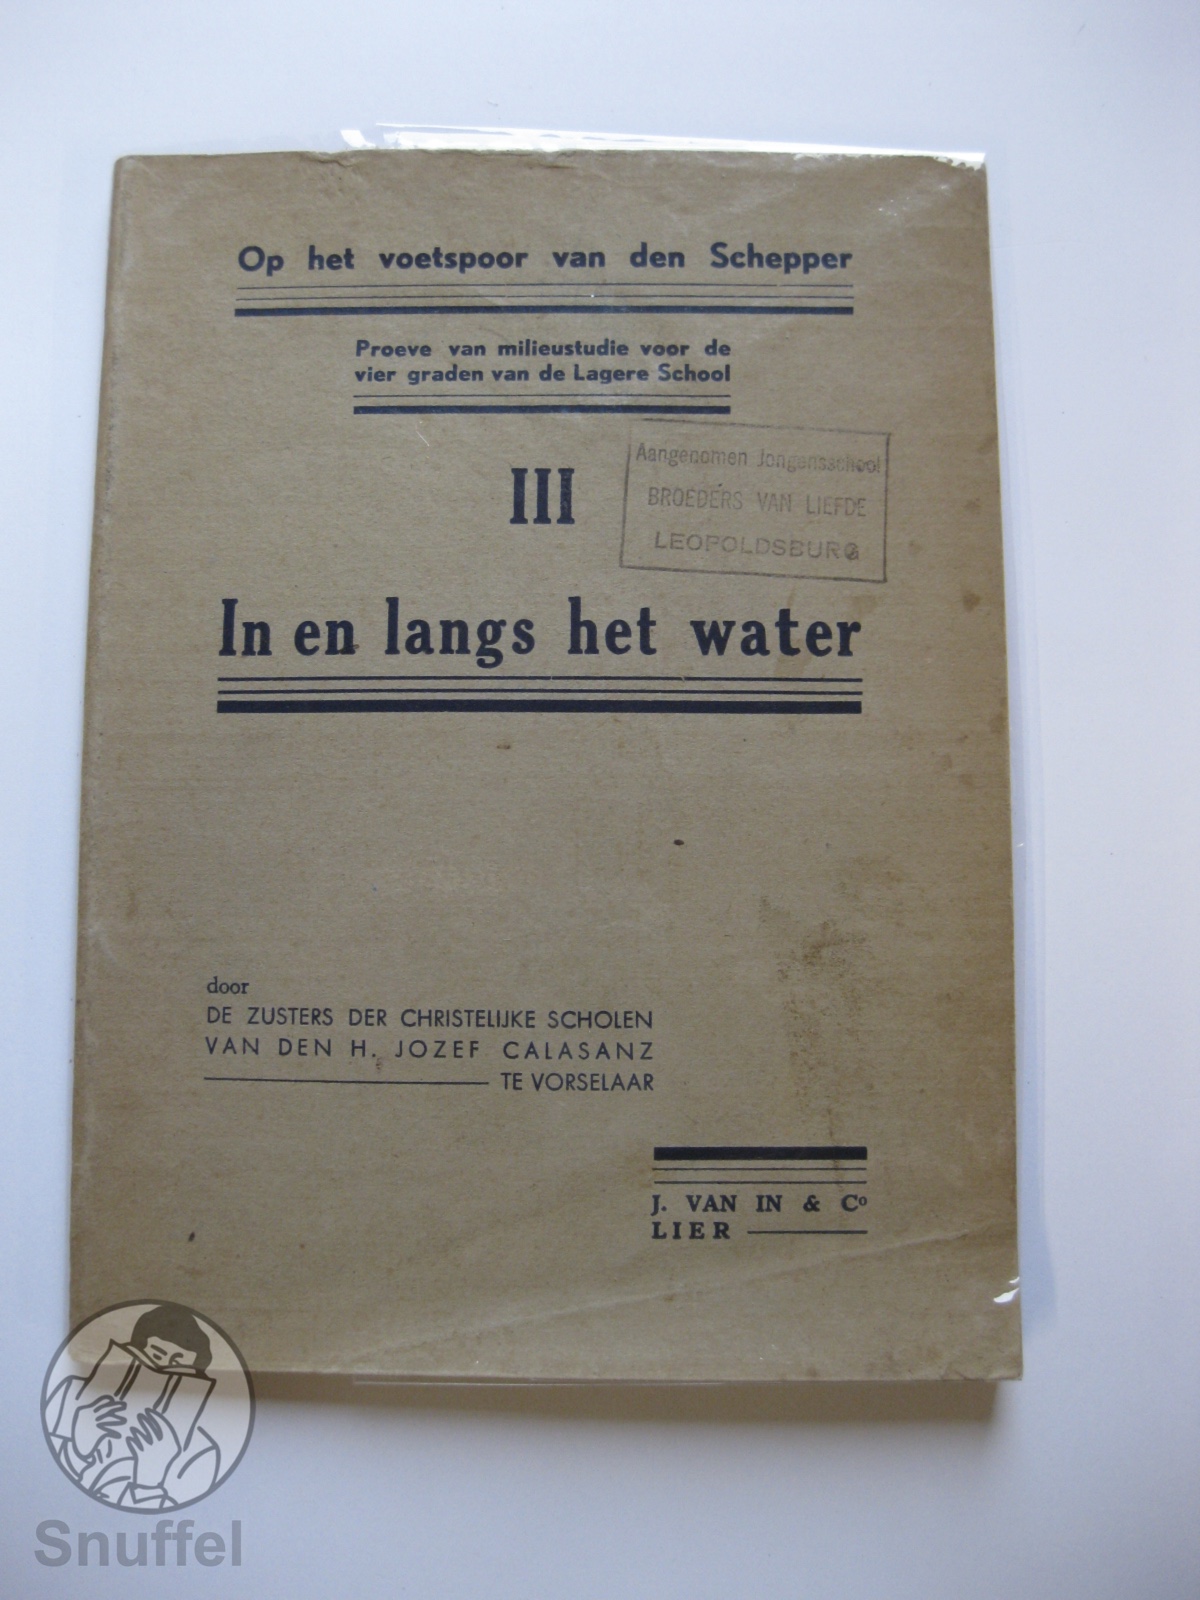 Op het voetspoor van den Schepper
Proeve van milieustudie voor de
vier graden van de Lagere School
III
Aangenomen Jongensschool
BROEDERS VAN LIEFDE
LEOPOLDSBURG
In en langs het water
door
DE ZUSTERS DER CHRISTELIJKE SCHOLEN
VAN DEN H. JOZEF CALASANZ
TE VORSELAAR
J. VAN IN & Cº
LIER
Snuffel